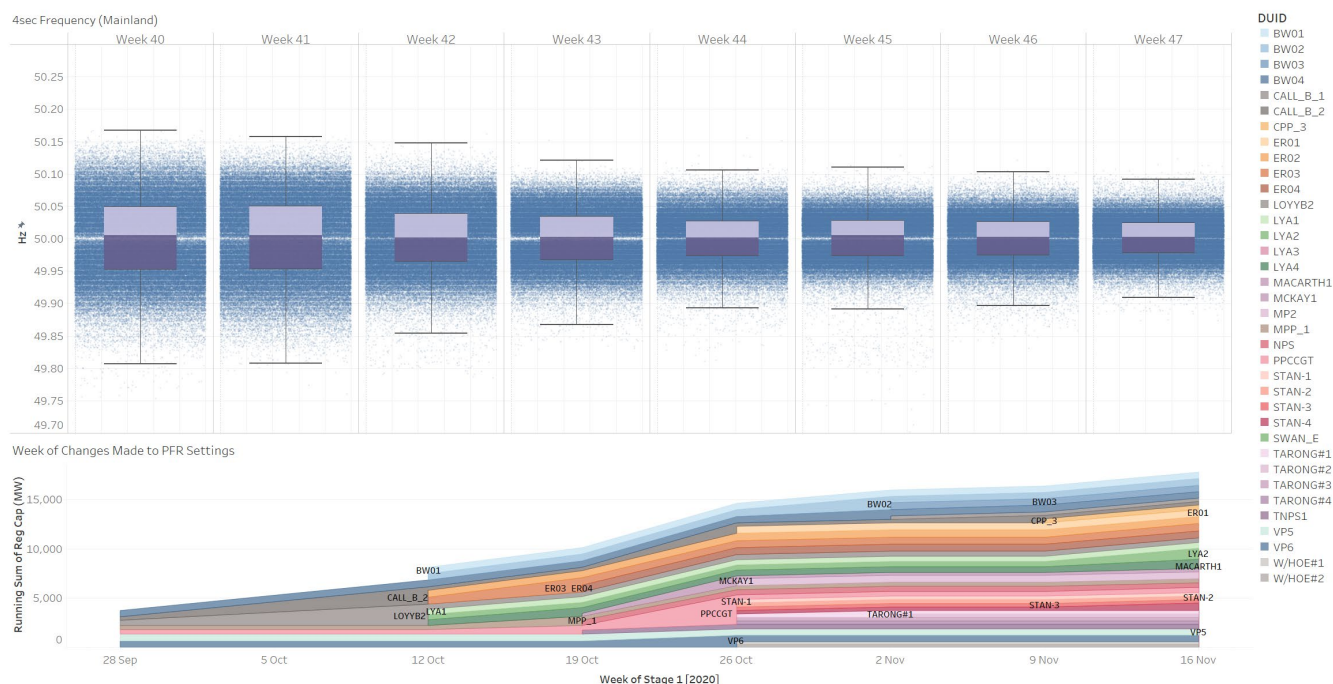 4sec Frequency (Mainland)
Week 40 Week 41 Week 42 Week 43 Week 44 Week 45 Week 46 Week 47
50.25
50.20
50.15
50.10
50.05
50.00
49.95
49.90
49.85
49.80
49.75
49.70
Hz
Week of Changes Made to PFR Settings
Running Sum of Reg Cap (MW)
15,000
10,000
5,000
0
BW01
CALL_B_2
LOYYB2
LYA1
ER03 ER04
MPP_1
MCKAY1
STAN-1
PPCCGT
VP6
BW02
TARONG#1
BW03
CPP_3
STAN-3
ER01
LYA2
MACARTH1
STAN-2
VP5
28 Sep 5 Oct 12 Oct 19 Oct 26 Oct 2 Nov 9 Nov 16 Nov
Week of Stage 1 [2020]
DUID
BW01
BW02
BW03
BW04
CALL_B_1
CALL_B_2
CPP_3
ER01
ER02
ER03
ER04
LOYYB2
LYA1
LYA2
LYA3
LYA4
MACARTH1
MCKAY1
MP2
MPP_1
NPS
PPCCGT
STAN-1
STAN-2
STAN-3
STAN-4
SWAN_E
TARONG#1
TARONG#2
TARONG#3
TARONG#4
TNPS1
VP5
VP6
W/HOE#1
W/HOE#2